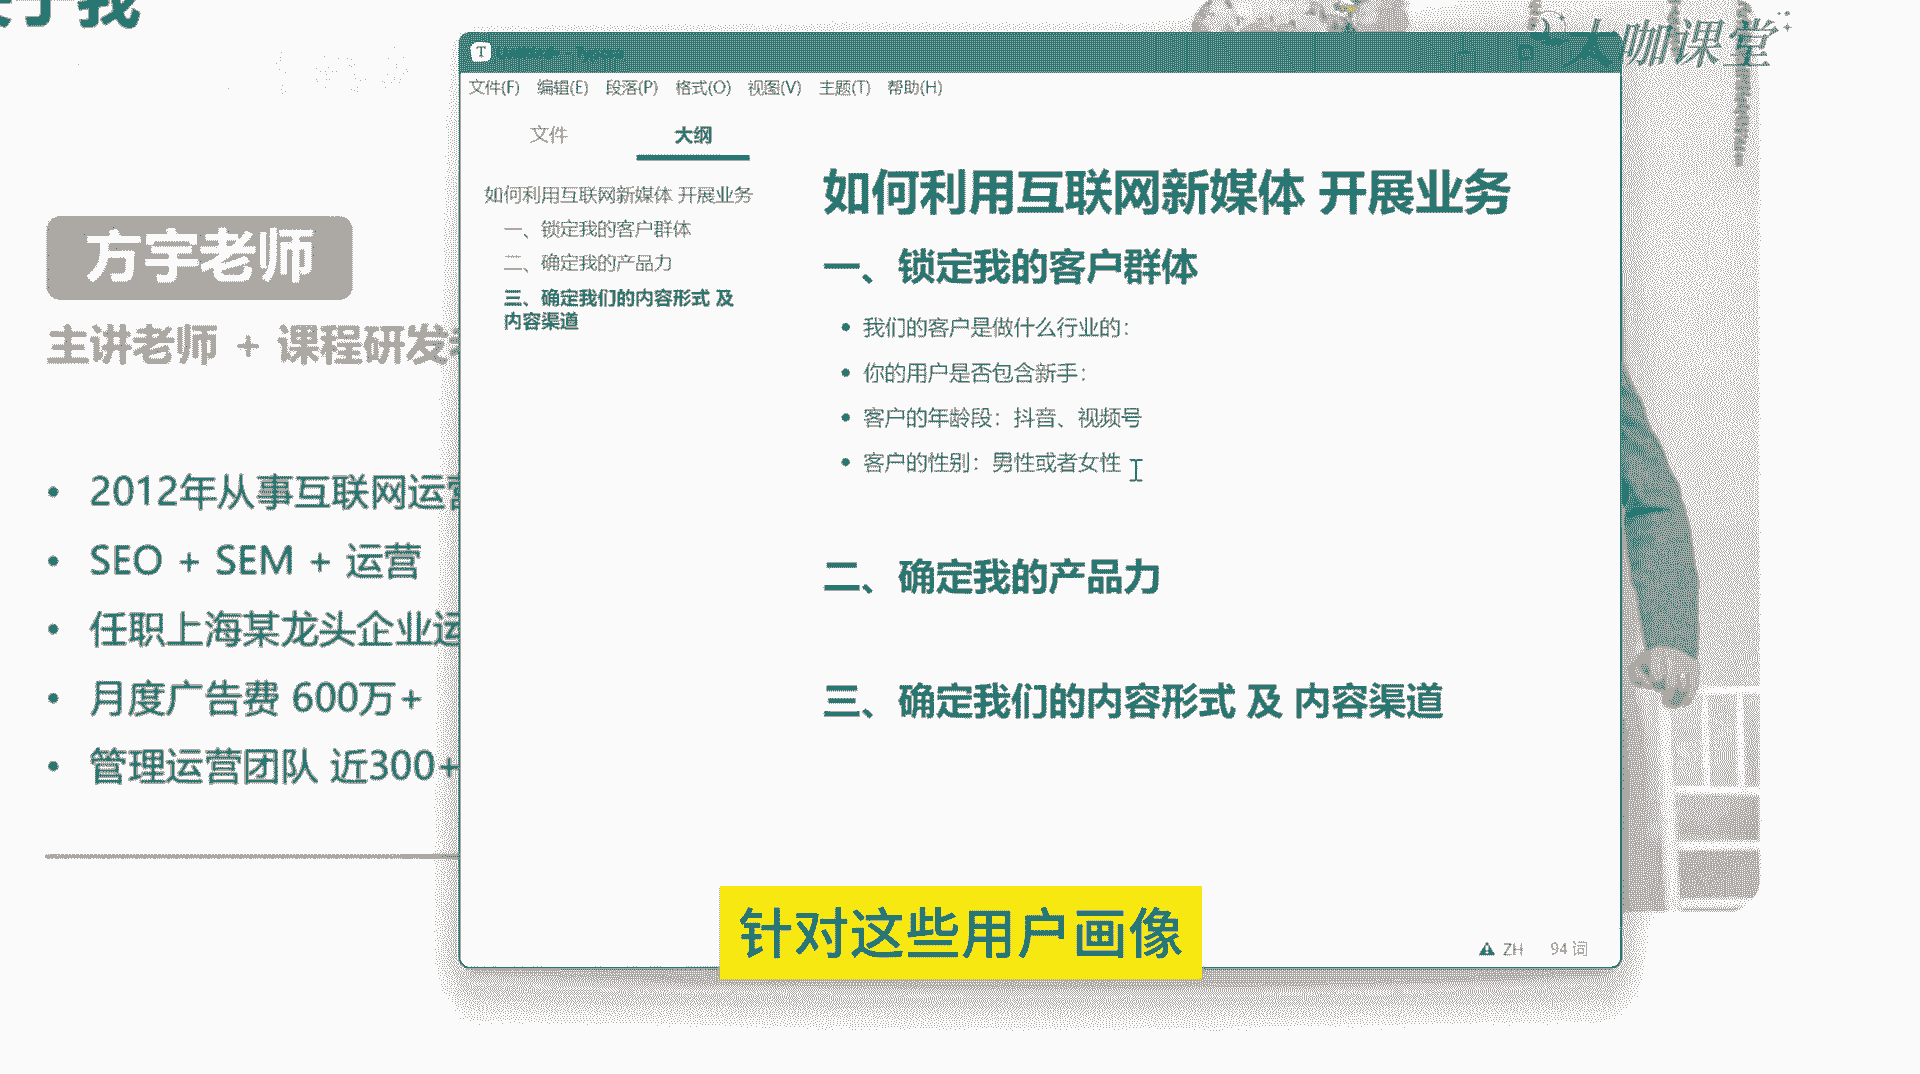 关于我
大咖课堂
文件(F) 编辑(E) 段落(P) 格式(O) 视图(V) 主题(T) 帮助(H)
文件 大纲
如何利用互联网新媒体 开展业务
一、锁定我的客户群体
二、确定我的产品力
三、确定我们的内容形式 及
内容渠道
如何利用互联网新媒体 开展业务
一、锁定我的客户群体
• 我们的客户是做什么行业的：
• 你的用户是否包含新手：
• 客户的年龄段：抖音、视频号
• 客户的性别：男性或者女性
二、确定我的产品力
三、确定我们的内容形式 及 内容渠道
ZH 94 词
方宇老师
主讲老师 + 课程研发
• 2012年从事互联网运营
• SEO + SEM + 运营
• 任职上海某龙头企业运
• 月度广告费 600万+
• 管理运营团队 近300+
针对这些用户画像